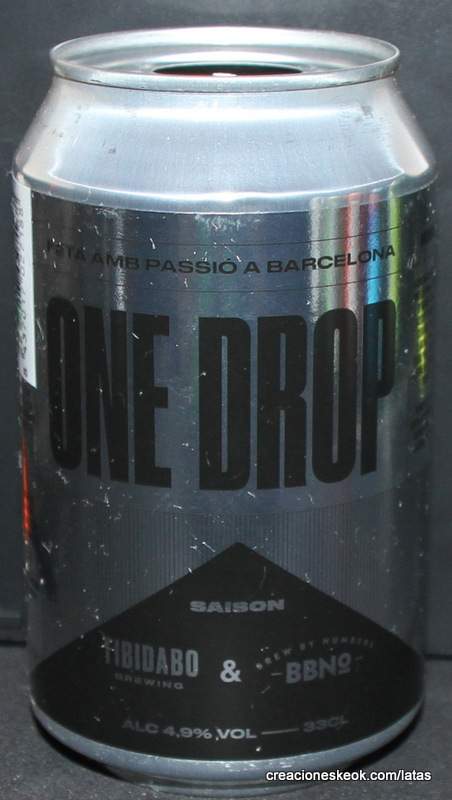 AMB PASSIÓ A BARCELONA
ONE DROP
SAISON
TIBIDABO
BREWING
&
BREW BY NUMBERS
BBNº
ALC 4,9% VOL — 33CL
creacioneskeok.com/latas